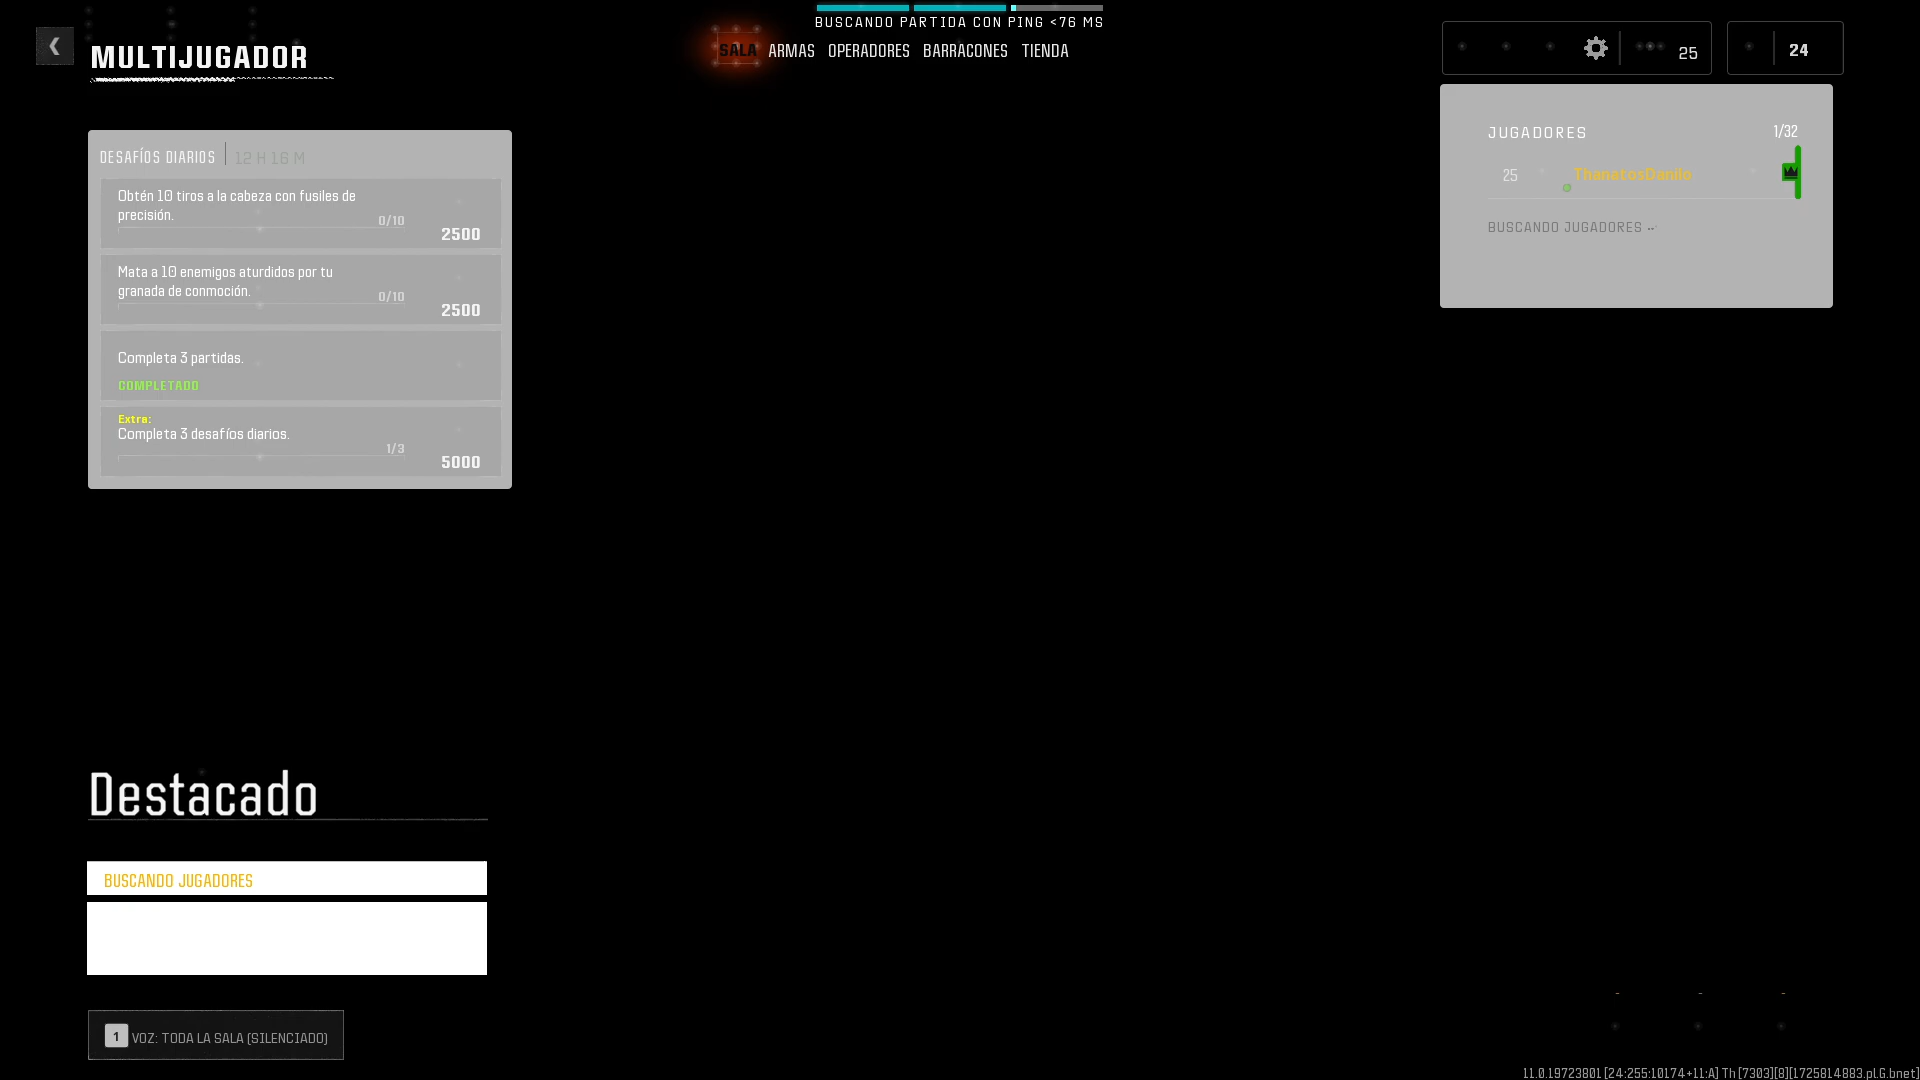 BUSCANDO PARTIDA CON PING <76 MS
MULTIJUGADOR
SALA ARMAS OPERADORES BARRACONES TIENDA
25
24
DESAFÍOS DIARIOS 12 H 16 M
Obtén 10 tiros a la cabeza con fusiles de
precisión.
0/10
2500
Mata a 10 enemigos aturdidos por tu
granada de conmoción.
0/10
2500
Completa 3 partidas.
COMPLETADO
Extra:
Completa 3 desafíos diarios.
1/3
5000
JUGADORES 1/32
25 ThanatosDanilo
BUSCANDO JUGADORES
Destacado
BUSCANDO JUGADORES
1 VOZ: TODA LA SALA (SILENCIADO)
11.0.19723801 [24:255:10174+11:A] Th [7303][8][1725814883.pl.G.bnet]